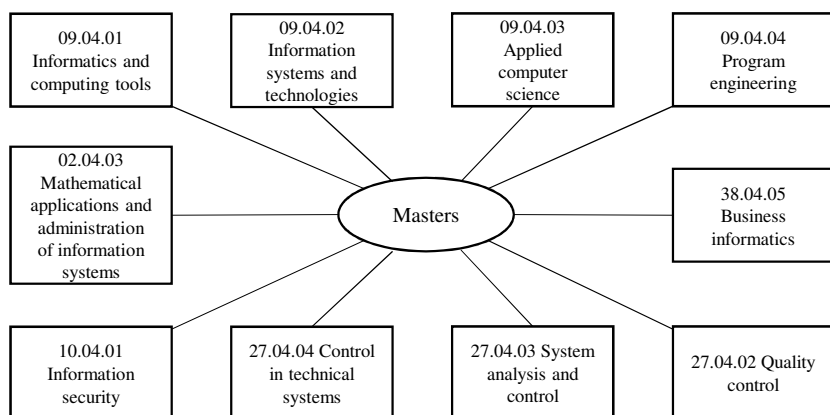 09.04.01
Informatics and
computing tools
09.04.02
Information
systems and
technologies
09.04.03
Applied
computer
science
09.04.04
Program
engineering
02.04.03
Mathematical
applications and
administration
of information
systems
Masters
38.04.05
Business
informatics
10.04.01
Information
security
27.04.04 Control
in technical
systems
27.04.03 System
analysis and
control
27.04.02 Quality
control